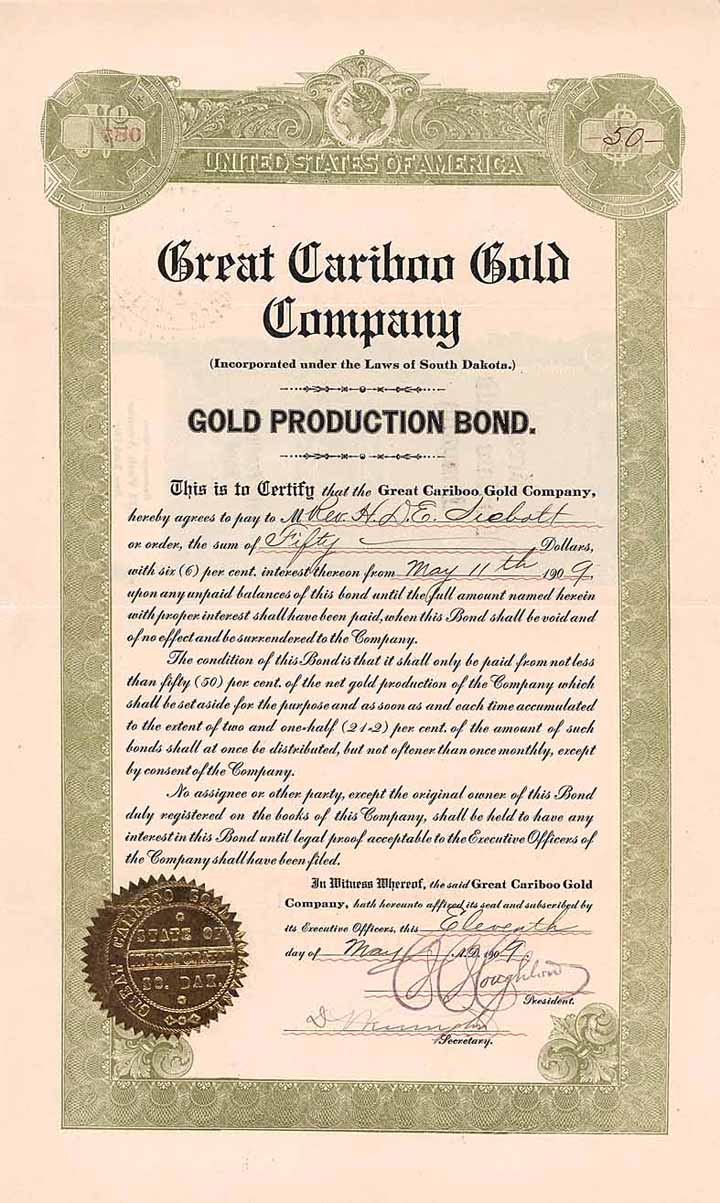 No
-50-
UNITED STATES OF AMERICA
Great Cariboo Gold
Company
(Incorporated under the Laws of South Dakota.)
GOLD PRODUCTION BOND.
This is to Certify that the Great Cariboo Gold Company,
hereby agrees to pay to M Rev. H. D. E. Siebott
or order, the sum of Fifty Dollars,
with six (6) per cent. interest thereon from May 11th 1909,
upon any unpaid balances of this bond until the full amount named herein
with proper interest shall have been paid, when this Bond shall be void and
of no effect and be surrendered to the Company.
The condition of this Bond is that it shall only be paid from not less
than fifty (50) per cent. of the net gold production of the Company which
shall be set aside for the purpose and as soon as and each time accumulated
to the extent of two and one-half (2 1-2) per cent. of the amount of such
bonds shall at once be distributed, but not oftener than once monthly, except
by consent of the Company.
No assignee or other party, except the original owner of this Bond
duly registered on the books of this Company, shall be held to have any
interest in this Bond until legal proof acceptable to the Executive Officers of
the Company shall have been filed.
In Witness Whereof, the said Great Cariboo Gold
Company, hath hereunto affixed its seal and subscribed by
its Executive Officers, this Eleventh
day of May A.D. 1909.
President.
Secretary.
GREAT CARIBOO GOLD COMPANY
STATE OF
INCORPORATED
SO. DAK.